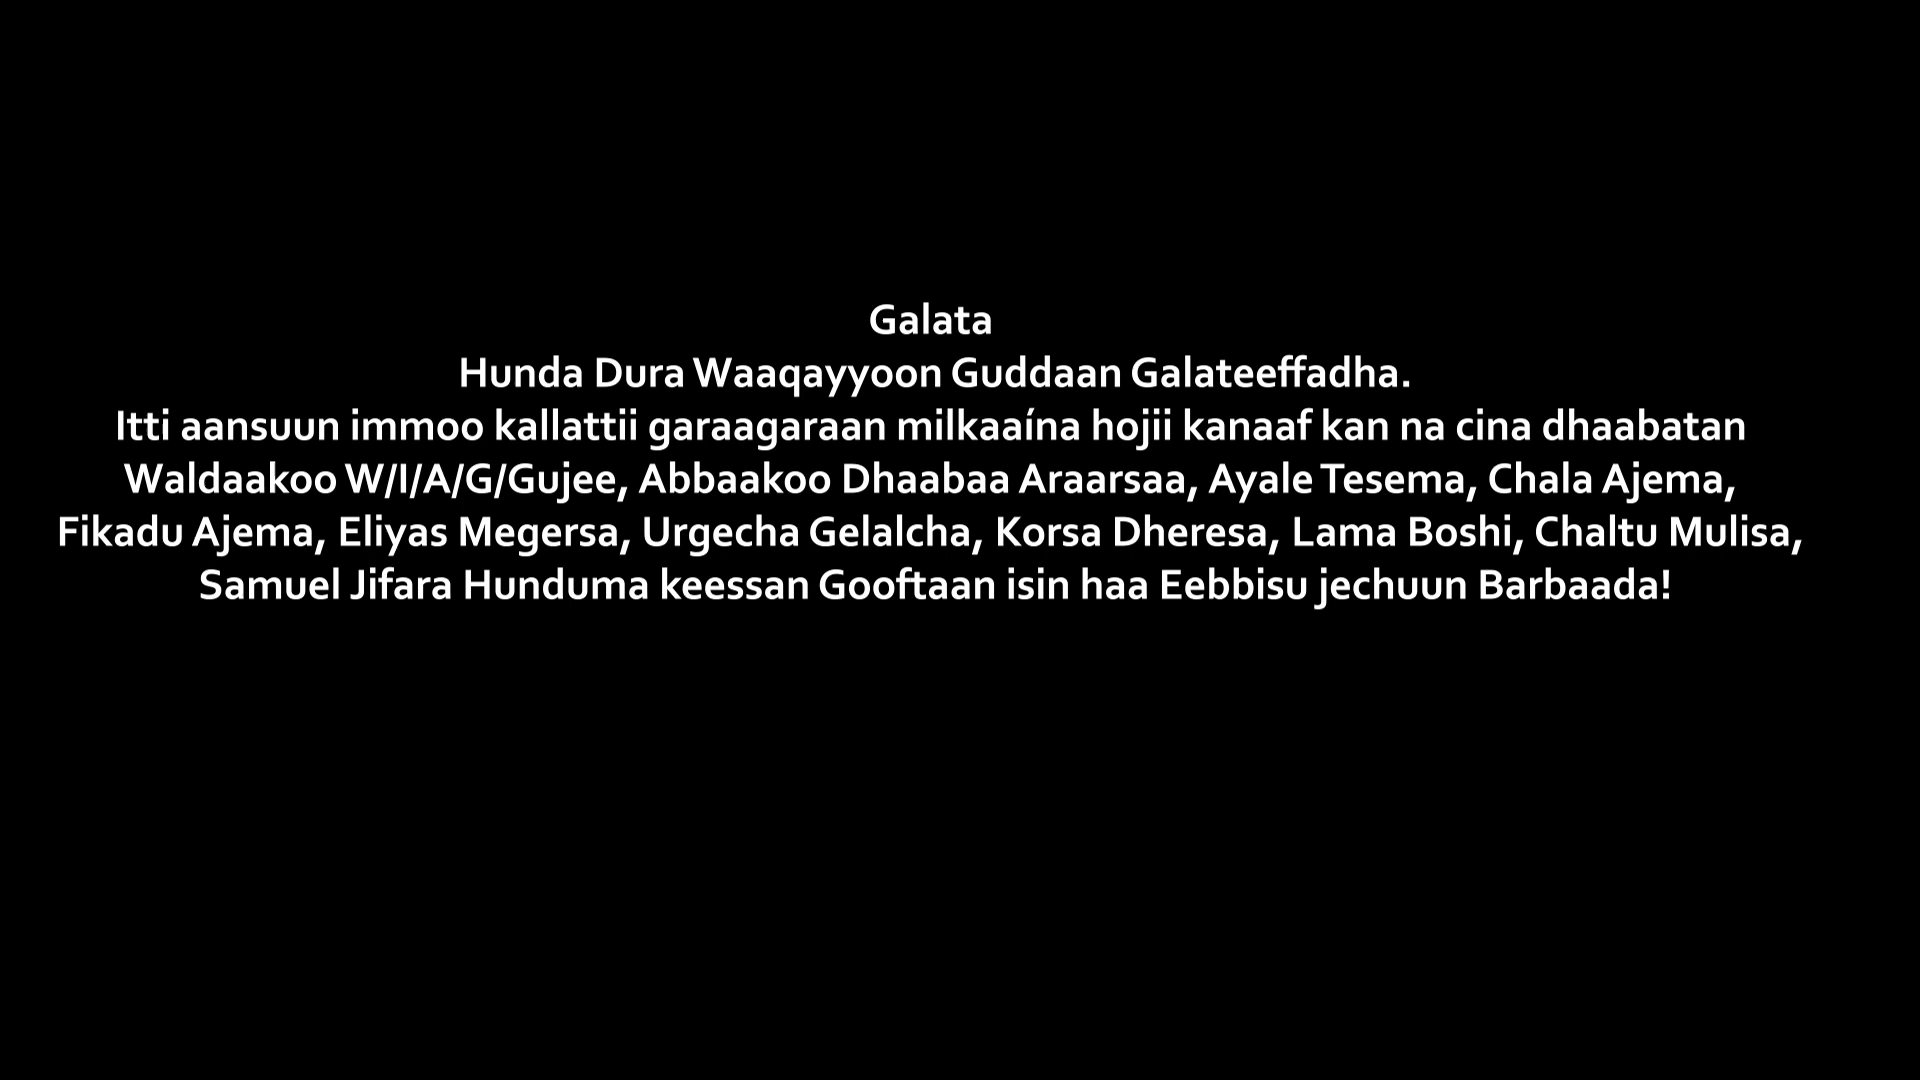 Galata
Hunda Dura Waaqayyoon Guddaan Galateeffadha.
Itti aansuun immoo kallattii garaagaraan milkaaína hojii kanaaf kan na cina dhaabatan
Waldaakoo W/I/A/G/Gujee, Abbaakoo Dhaabaa Araarsaa, Ayale Tesema, Chala Ajema,
Fikadu Ajema, Eliyas Megersa, Urgecha Gelalcha, Korsa Dheresa, Lama Boshi, Chaltu Mulisa,
Samuel Jifara Hunduma keessan Gooftaan isin haa Eebbisu jechuun Barbaada!